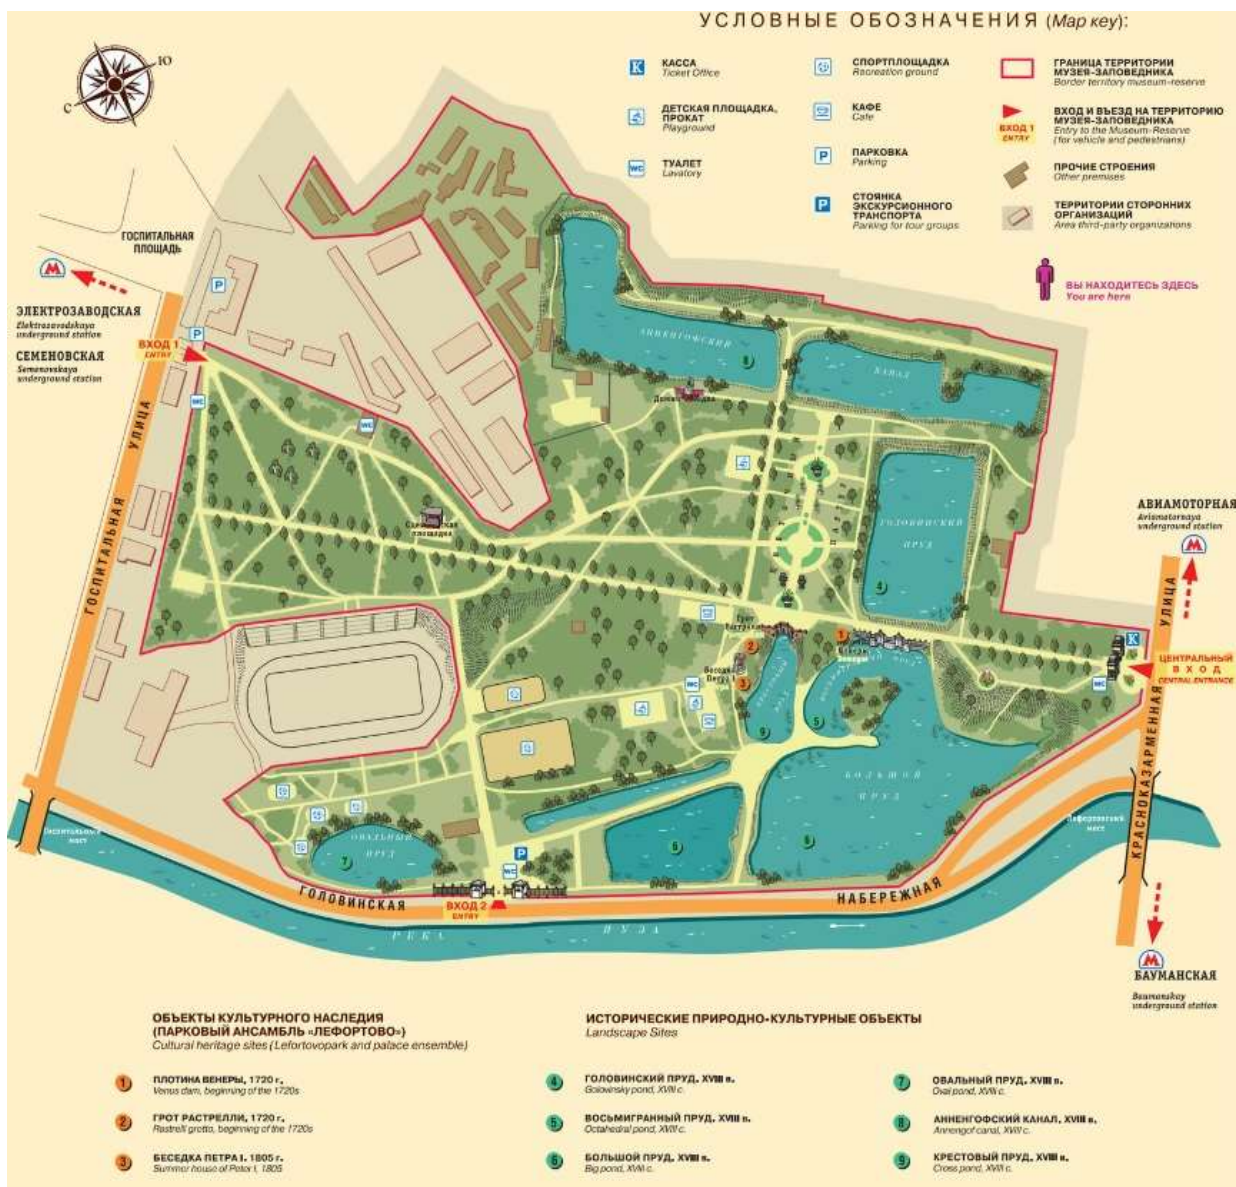 УСЛОВНЫЕ ОБОЗНАЧЕНИЯ (Map key):
КАССА
Ticket Office
ДЕТСКАЯ ПЛОЩАДКА,
ПРОКАТ
Playground
ТУАЛЕТ
Lavatory
СПОРТПЛОЩАДКА
Recreation ground
КАФЕ
Cafe
ПАРКОВКА
Parking
СТОЯНКА
ЭКСКУРСИОННОГО
ТРАНСПОРТА
Parking for tour groups
ГРАНИЦА ТЕРРИТОРИИ
МУЗЕЯ-ЗАПОВЕДНИКА
Border territory museum-reserve
ВХОД 1
ENTRY
ВХОД И ВЪЕЗД НА ТЕРРИТОРИЮ
МУЗЕЯ-ЗАПОВЕДНИКА
Entry to the Museum-Reserve
(for vehicle and pedestrians)
ПРОЧИЕ СТРОЕНИЯ
Other premises
ТЕРРИТОРИИ СТОРОННИХ
ОРГАНИЗАЦИЙ
Area third-party organizations
ВЫ НАХОДИТЕСЬ ЗДЕСЬ
You are here
С
Ю
ГОСПИТАЛЬНАЯ
ПЛОЩАДЬ
ЭЛЕКТРОЗАВОДСКАЯ
Elektrozavodskaya
underground station
СЕМЕНОВСКАЯ
Semenovskaya
underground station
ВХОД 1
ENTRY
ГОСПИТАЛЬНАЯ УЛИЦА
АННЕНГОФСКИЙ
КАНАЛ
ГОЛОВИНСКИЙ
ПРУД
АВИАМОТОРНАЯ
Aviamotornaya
underground station
ЦЕНТРАЛЬНЫЙ
ВХОД
CENTRAL ENTRANCE
КРАСНОКАЗАРМЕННАЯ УЛИЦА
БОЛЬШОЙ
ПРУД
ОВАЛЬНЫЙ
ПРУД
Лефортовский
мост
ГОЛОВИНСКАЯ
НАБЕРЕЖНАЯ
ВХОД 2
ENTRY
РЕКА
ЯУЗА
БАУМАНСКАЯ
Baumanskay
underground station
ОБЪЕКТЫ КУЛЬТУРНОГО НАСЛЕДИЯ
(ПАРКОВЫЙ АНСАМБЛЬ «ЛЕФОРТОВО»)
Cultural heritage sites (Lefortovopark and palace ensemble)
1 ПЛОТИНА ВЕНЕРЫ, 1720 г.
Venus dam, beginning of the 1720s
2 ГРОТ РАСТРЕЛЛИ, 1720 г.
Rastrelli grotto, beginning of the 1720s
3 БЕСЕДКА ПЕТРА I. 1805 г.
Summer house of Peter I, 1805
ИСТОРИЧЕСКИЕ ПРИРОДНО-КУЛЬТУРНЫЕ ОБЪЕКТЫ
Landscape Sites
4 ГОЛОВИНСКИЙ ПРУД. XVIII в.
Golovinsky pond, XVIII c.
5 ВОСЬМИГРАННЫЙ ПРУД. XVIII в.
Octahedral pond, XVIII c.
6 БОЛЬШОЙ ПРУД. XVIII в.
Big pond, XVIII c.
7 ОВАЛЬНЫЙ ПРУД. XVIII в.
Oval pond, XVIII c.
8 АННЕНГОФСКИЙ КАНАЛ, XVIII в.
Annengof canal, XVIII c.
9 КРЕСТОВЫЙ ПРУД. XVIII в.
Cross pond, XVIII c.